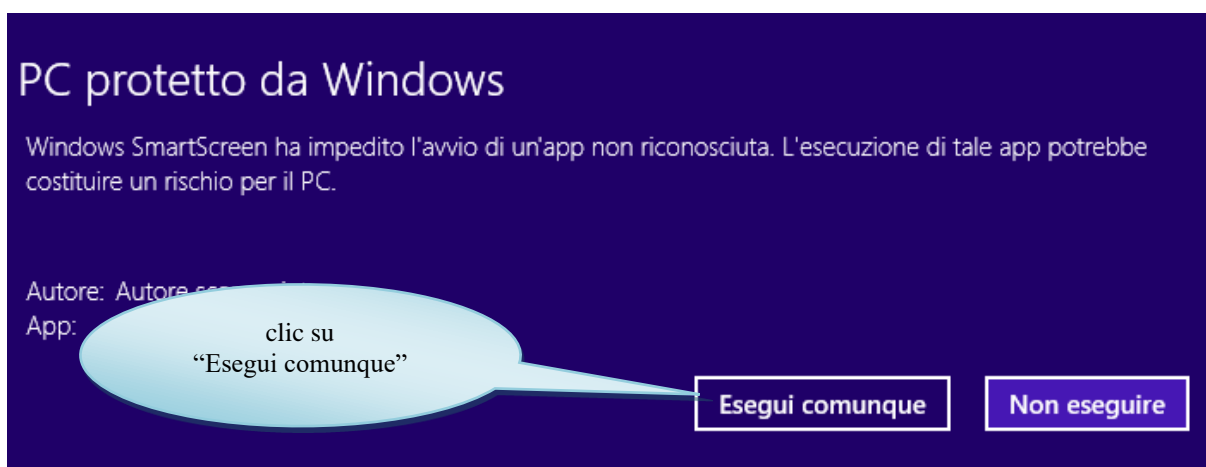 PC protetto da Windows
Windows SmartScreen ha impedito l'avvio di un'app non riconosciuta. L'esecuzione di tale app potrebbe
costituire un rischio per il PC.
Autore: Autore
App:
clic su
“Esegui comunque”
Esegui comunque
Non eseguire